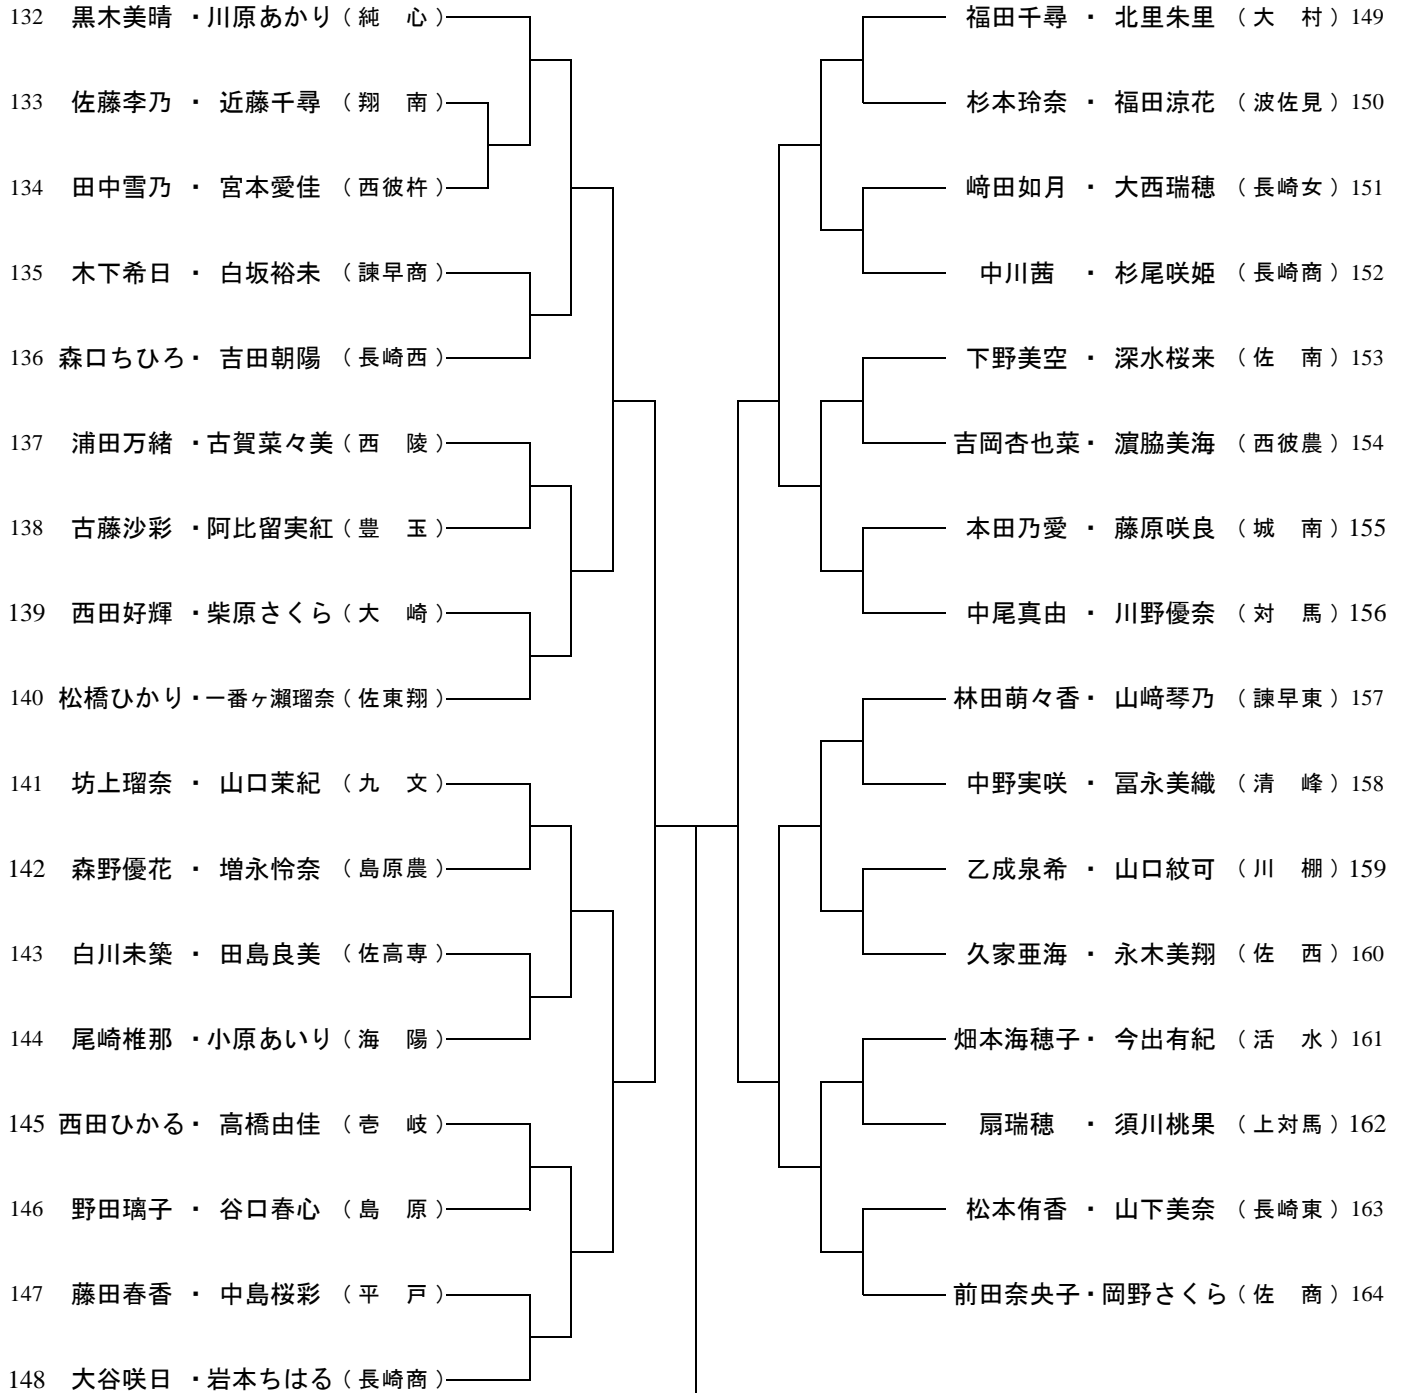 132 黒木美晴 ・川原あかり（純　心）
133 佐藤李乃 ・ 近藤千尋 （翔　南）
134 田中雪乃 ・ 宮本愛佳 （西彼杵）
135 木下希日 ・ 白坂裕未 （諫早商）
136 森口ちひろ・ 吉田朝陽 （長崎西）
137 浦田万緒 ・古賀菜々美（西　陵）
138 古藤沙彩 ・阿比留実紅（豊　玉）
139 西田好輝 ・柴原さくら（大　崎）
140 松橋ひかり・一番ヶ瀬瑠奈（佐東翔）
141 坊上瑠奈 ・ 山口茉紀 （九　文）
142 森野優花 ・ 増永怜奈 （島原農）
143 白川未築 ・ 田島良美 （佐高専）
144 尾崎椎那 ・小原あいり（海　陽）
145 西田ひかる・ 高橋由佳 （壱　岐）
146 野田璃子 ・ 谷口春心 （島　原）
147 藤田春香 ・ 中島桜彩 （平　戸）
148 大谷咲日 ・岩本ちはる（長崎商）
福田千尋 ・ 北里朱里 （大　村）149
杉本玲奈 ・ 福田涼花 （波佐見）150
﨑田如月 ・ 大西瑞穂 （長崎女）151
中川茜 ・ 杉尾咲姫 （長崎商）152
下野美空 ・ 深水桜来 （佐　南）153
吉岡杏也菜・ 濵脇美海 （西彼農）154
本田乃愛 ・ 藤原咲良 （城　南）155
中尾真由 ・ 川野優奈 （対　馬）156
林田萌々香・ 山﨑琴乃 （諫早東）157
中野実咲 ・ 冨永美織 （清　峰）158
乙成泉希 ・ 山口紋可 （川　棚）159
久家亜海 ・ 永木美翔 （佐　西）160
畑本海穂子・ 今出有紀 （活　水）161
扇瑞穂 ・ 須川桃果 （上対馬）162
松本侑香 ・ 山下美奈 （長崎東）163
前田奈央子・岡野さくら（佐　商）164